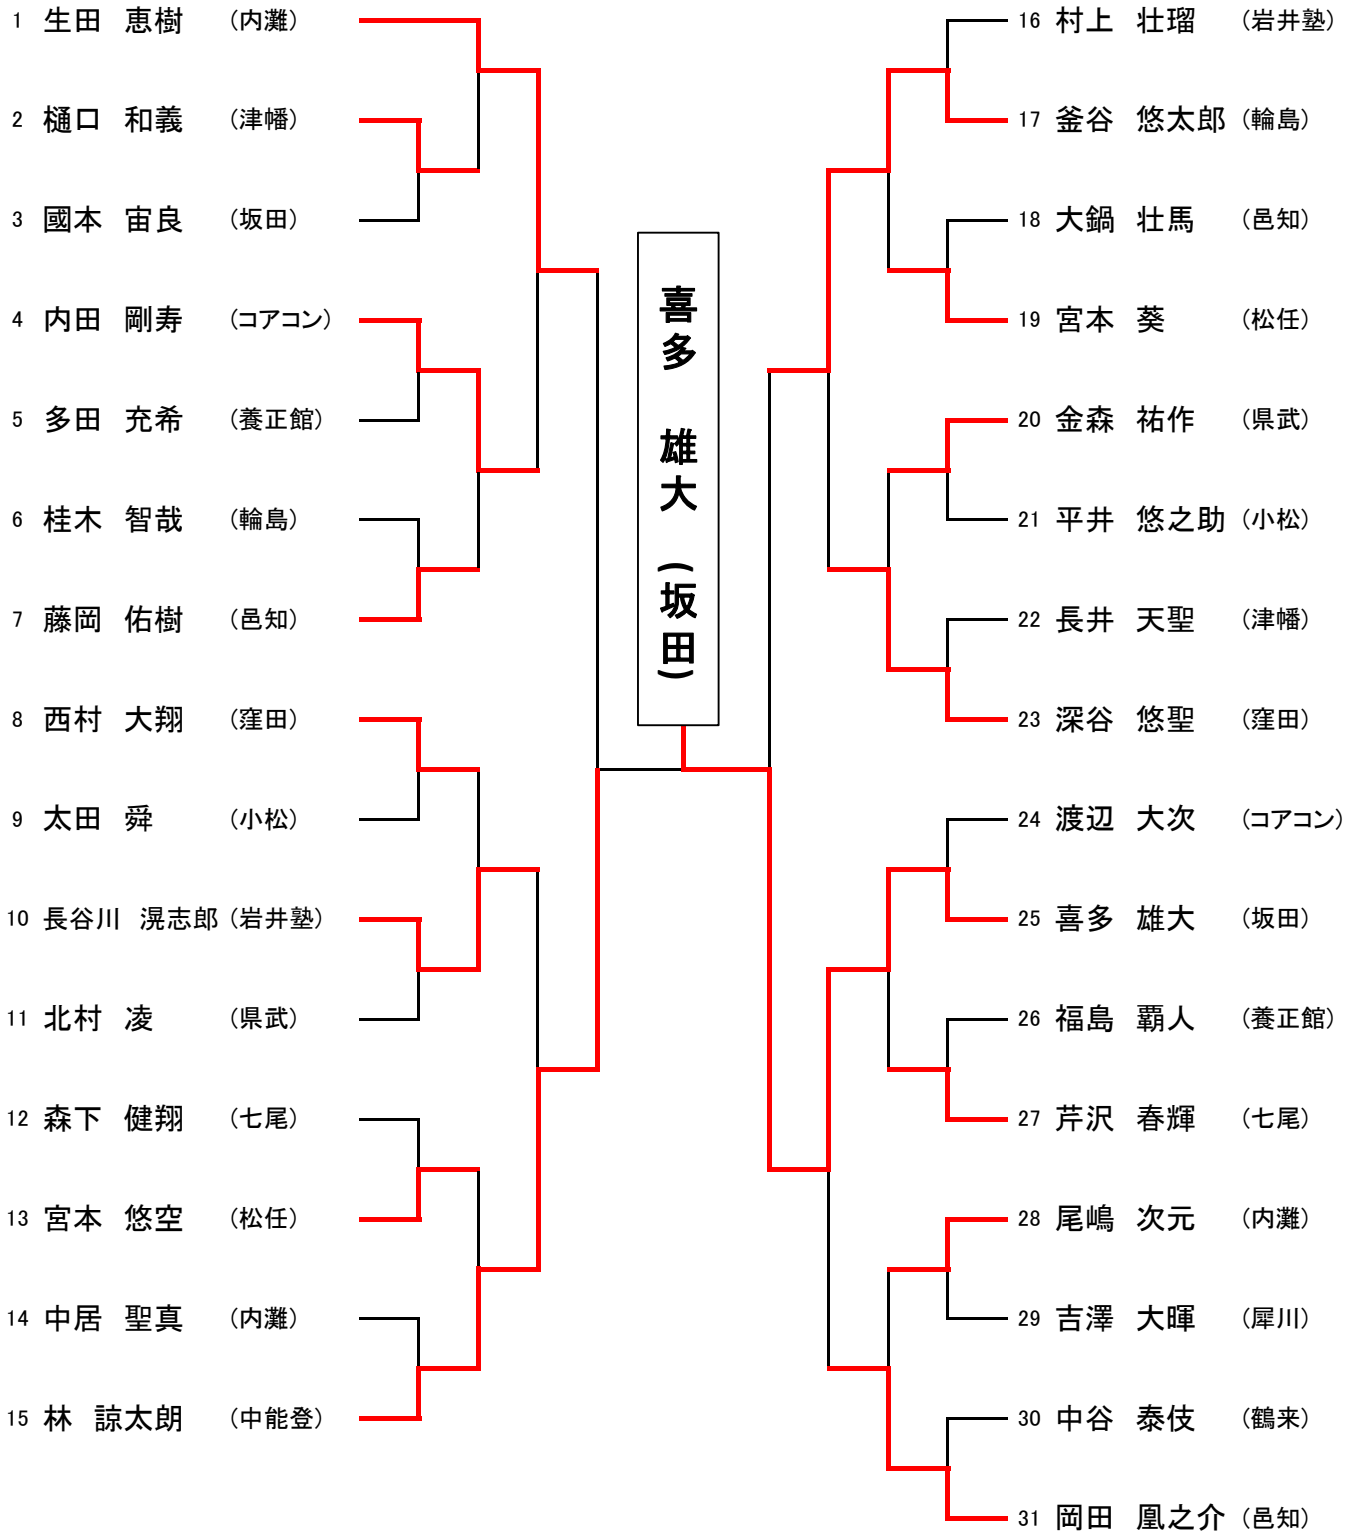 1 生田 恵樹 (内灘)
2 樋口 和義 (津幡)
3 國本 宙良 (坂田)
4 内田 剛寿 (コアコン)
5 多田 充希 (養正館)
6 桂木 智哉 (輪島)
7 藤岡 佑樹 (邑知)
8 西村 大翔 (窪田)
9 太田 舜 (小松)
10 長谷川 滉志郎 (岩井塾)
11 北村 凌 (県武)
12 森下 健翔 (七尾)
13 宮本 悠空 (松任)
14 中居 聖真 (内灘)
15 林 諒太朗 (中能登)
喜多 雄大 (坂田)
16 村上 壮瑠 (岩井塾)
17 釜谷 悠太郎 (輪島)
18 大鍋 壮馬 (邑知)
19 宮本 葵 (松任)
20 金森 祐作 (県武)
21 平井 悠之助 (小松)
22 長井 天聖 (津幡)
23 深谷 悠聖 (窪田)
24 渡辺 大次 (コアコン)
25 喜多 雄大 (坂田)
26 福島 覇人 (養正館)
27 芹沢 春輝 (七尾)
28 尾嶋 次元 (内灘)
29 吉澤 大暉 (犀川)
30 中谷 泰伎 (鶴来)
31 岡田 凰之介 (邑知)